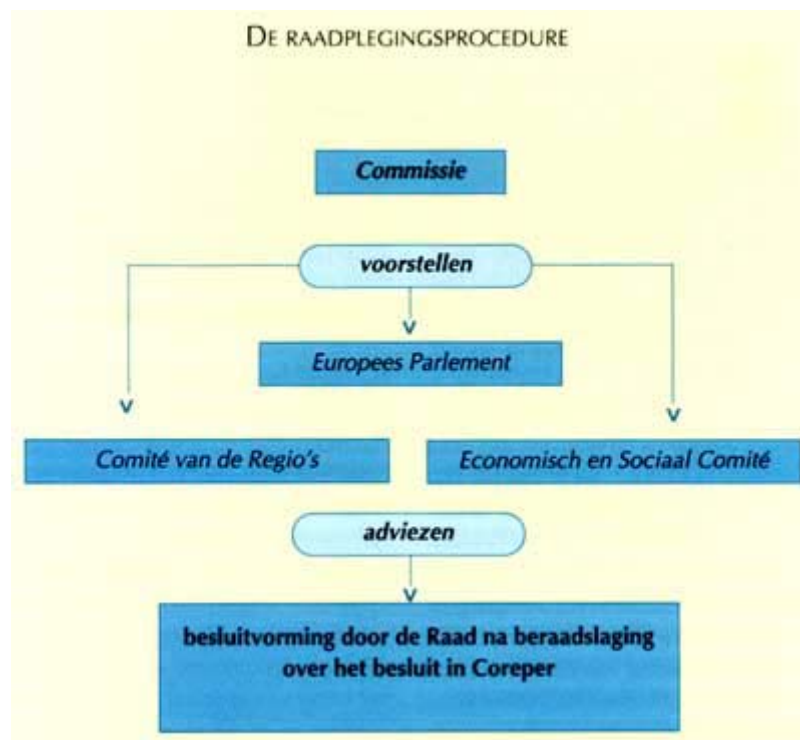 DE RAADPLEGINGSPROCEDURE
Commissie
voorstellen
Europees Parlement
Comité van de Regio's
Economisch en Sociaal Comité
adviezen
besluitvorming door de Raad na beraadslaging
over het besluit in Coreper